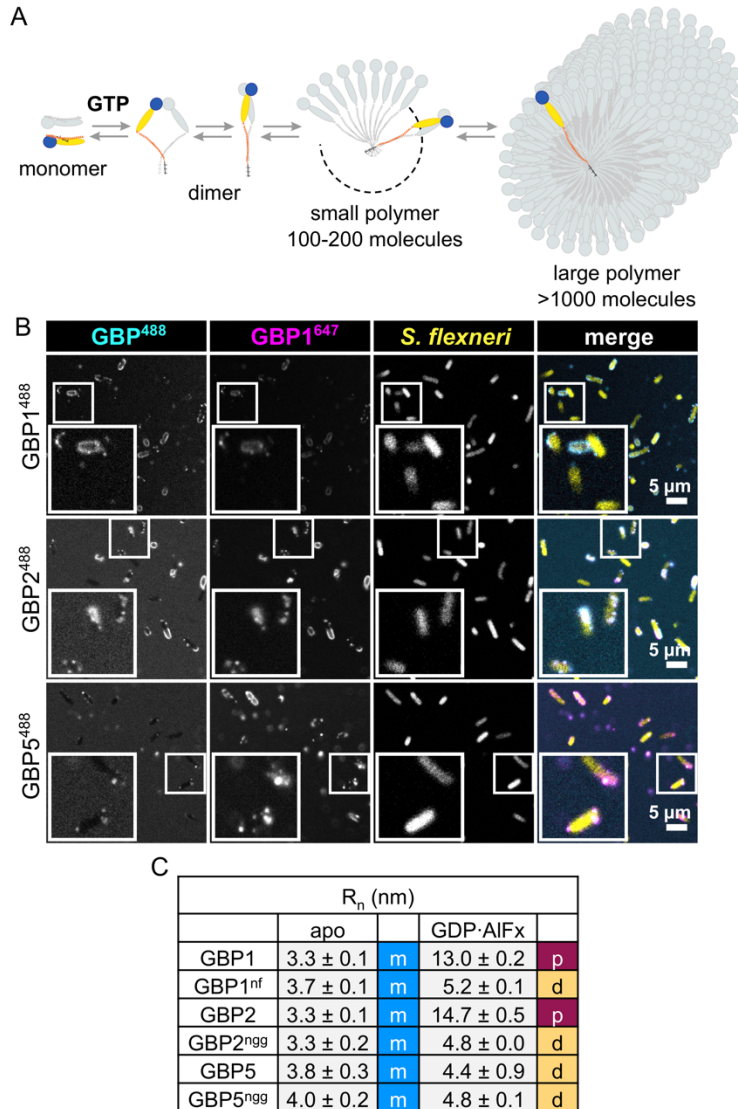 A
GTP
monomer
dimer
small polymer
100-200 molecules
large polymer
>1000 molecules
B
GBP⁴⁸⁸ GBP1⁶⁴⁷ S. flexneri merge
GBP1⁴⁸⁸
5 µm
GBP2⁴⁸⁸
5 µm
GBP5⁴⁸⁸
5 µm
C
Rₙ (nm)
apo GDP·AlFx
GBP1 3.3 ± 0.1 m 13.0 ± 0.2 p
GBP1ⁿᶠ 3.7 ± 0.1 m 5.2 ± 0.1 d
GBP2 3.3 ± 0.1 m 14.7 ± 0.5 p
GBP2ⁿᵍᵍ 3.3 ± 0.2 m 4.8 ± 0.0 d
GBP5 3.8 ± 0.3 m 4.4 ± 0.9 d
GBP5ⁿᵍᵍ 4.0 ± 0.2 m 4.8 ± 0.1 d